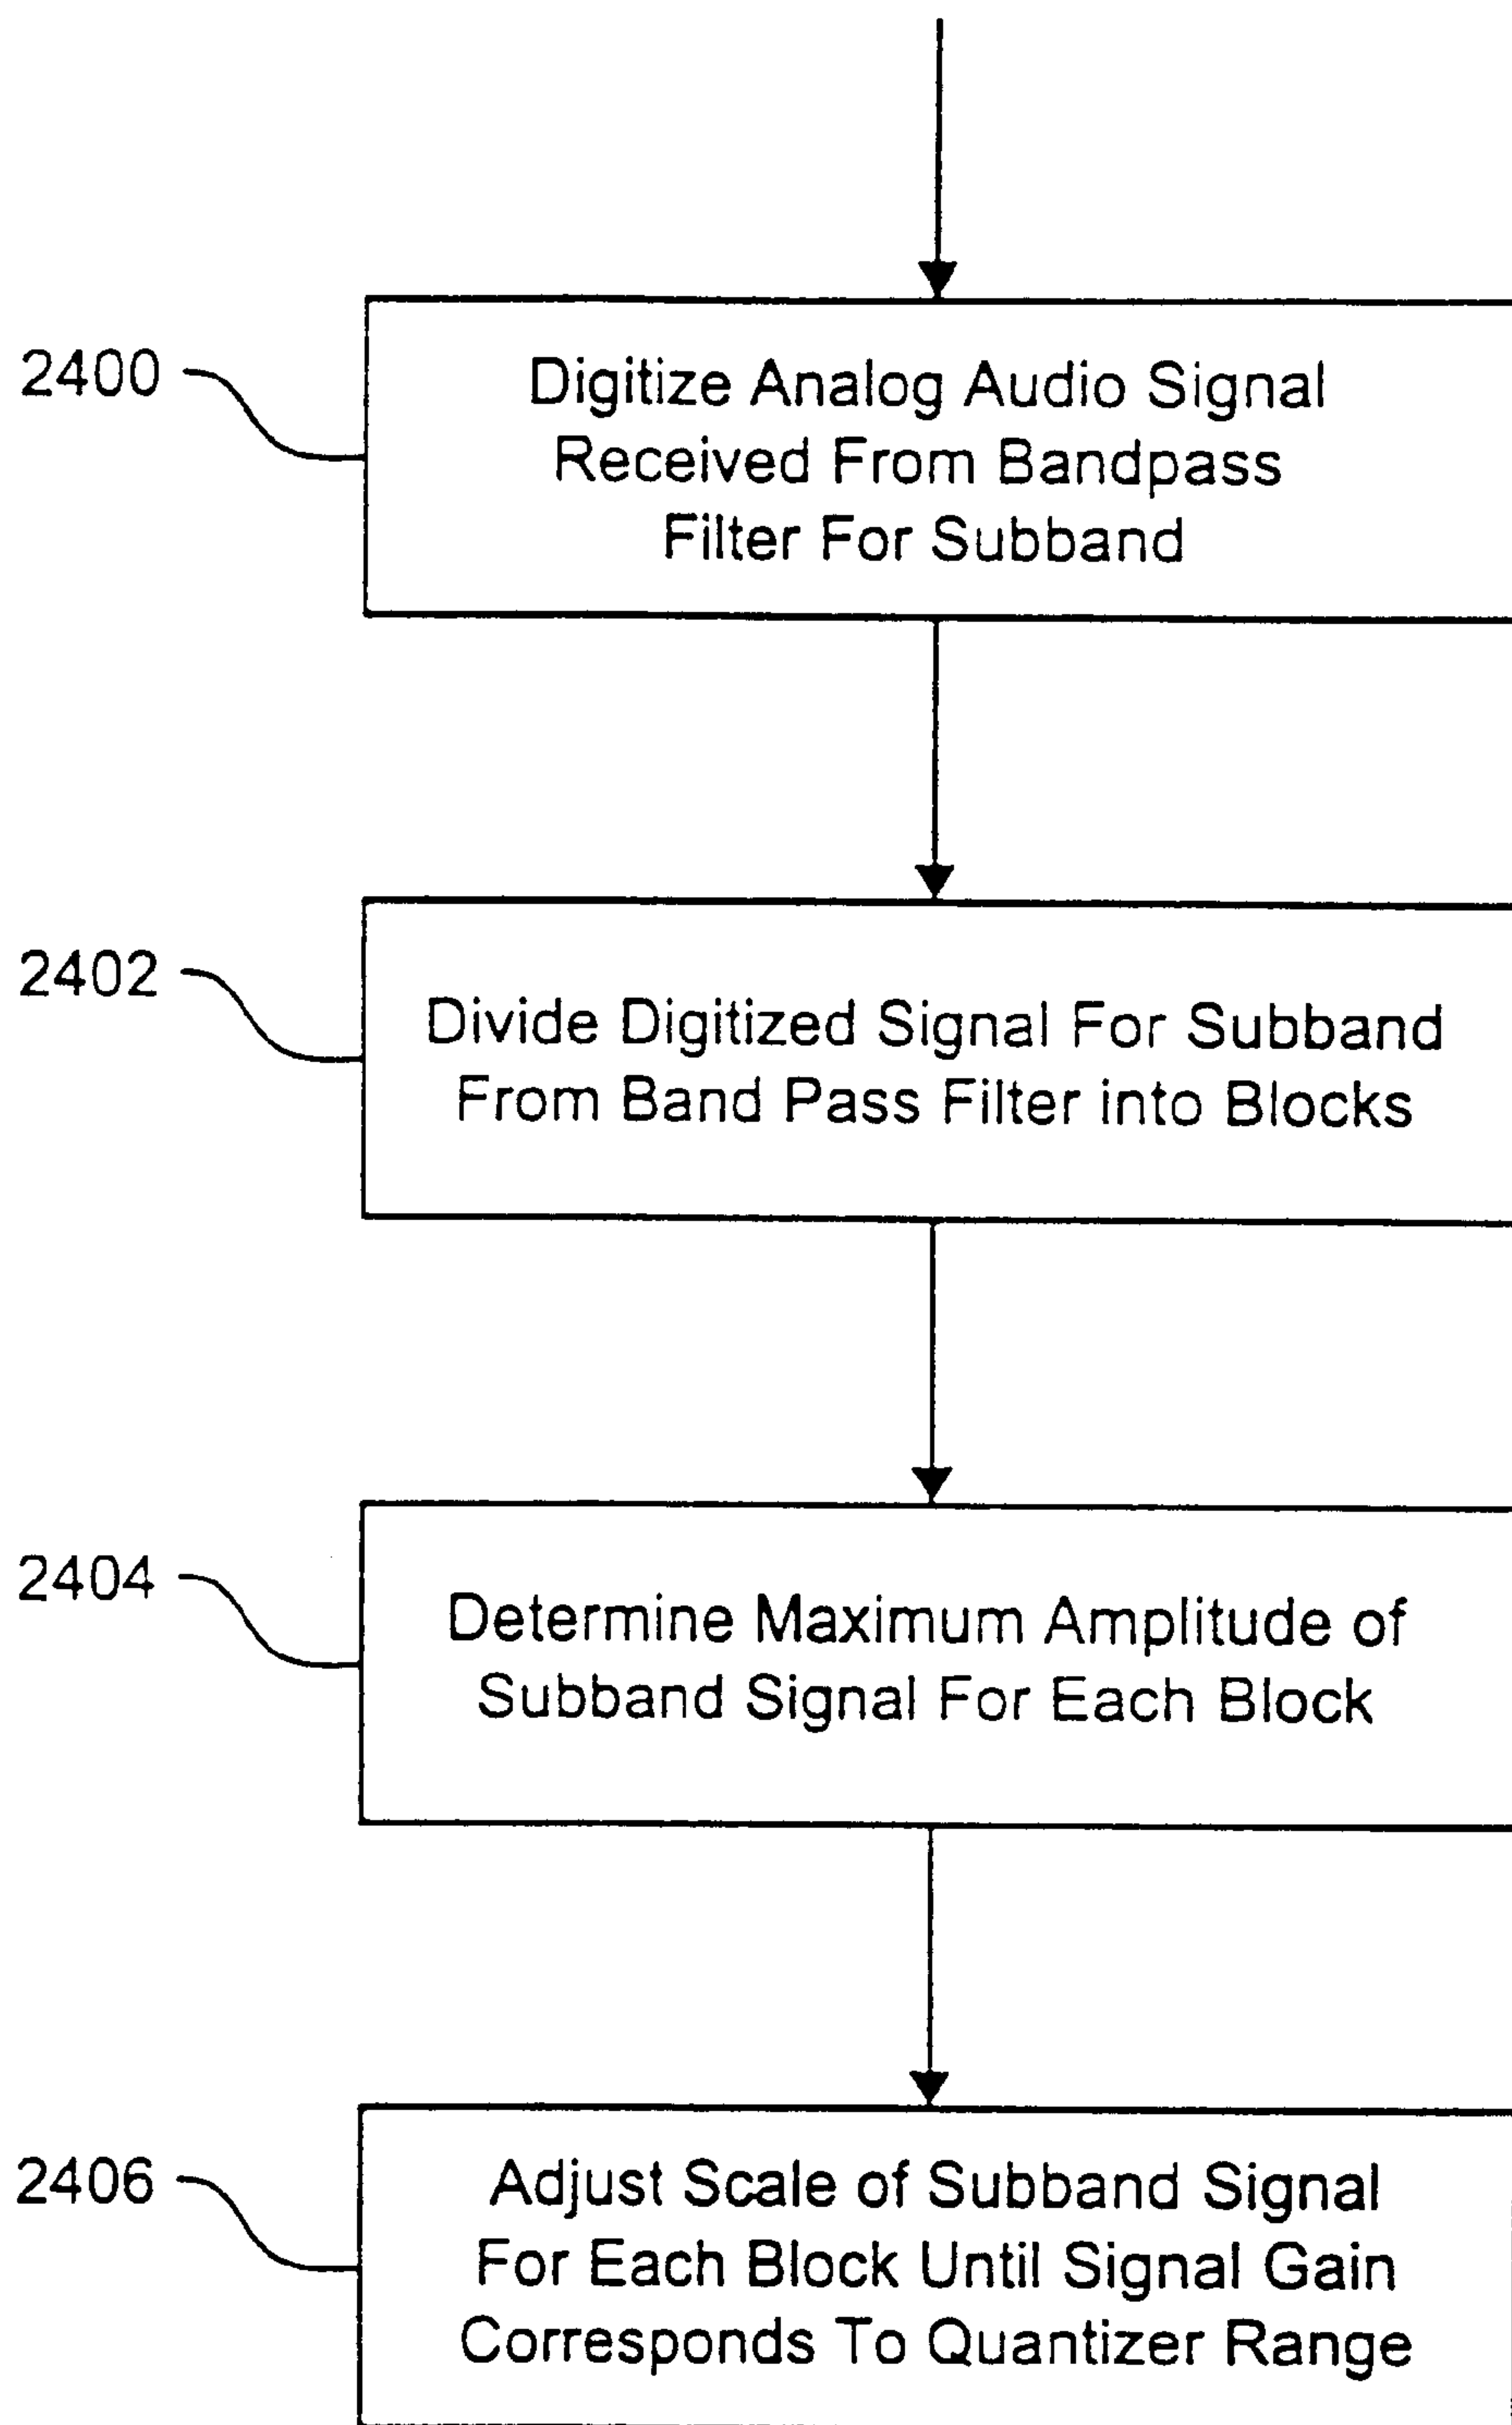 2400
Digitize Analog Audio Signal
Received From Bandpass
Filter For Subband
2402
Divide Digitized Signal For Subband
From Band Pass Filter into Blocks
2404
Determine Maximum Amplitude of
Subband Signal For Each Block
2406
Adjust Scale of Subband Signal
For Each Block Until Signal Gain
Corresponds To Quantizer Range